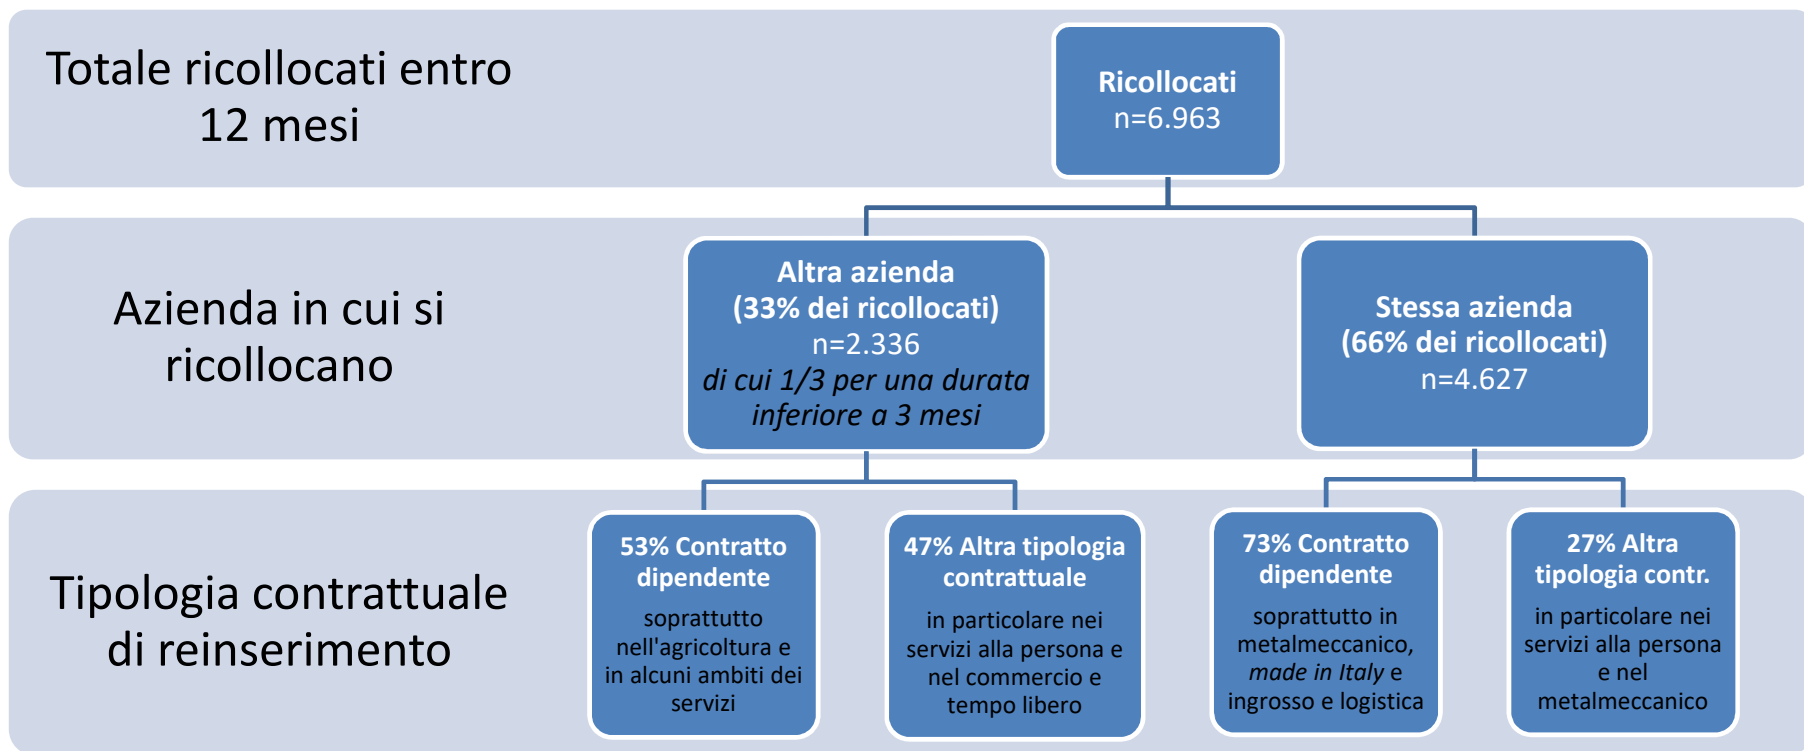 Totale ricollocati entro
12 mesi
Ricollocati
n=6.963
Azienda in cui si
ricollocano
Altra azienda
(33% dei ricollocati)
n=2.336
di cui 1/3 per una durata
inferiore a 3 mesi
Stessa azienda
(66% dei ricollocati)
n=4.627
Tipologia contrattuale
di reinserimento
53% Contratto
dipendente
soprattutto
nell'agricoltura e
in alcuni ambiti dei
servizi
47% Altra tipologia
contrattuale
in particolare nei
servizi alla persona e
nel commercio e
tempo libero
73% Contratto
dipendente
soprattutto in
metalmeccanico,
made in Italy e
ingrosso e logistica
27% Altra
tipologia contr.
in particolare nei
servizi alla persona
e nel
metalmeccanico